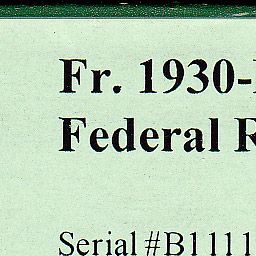 Fr. 1930-
Federal R
Serial #B1111